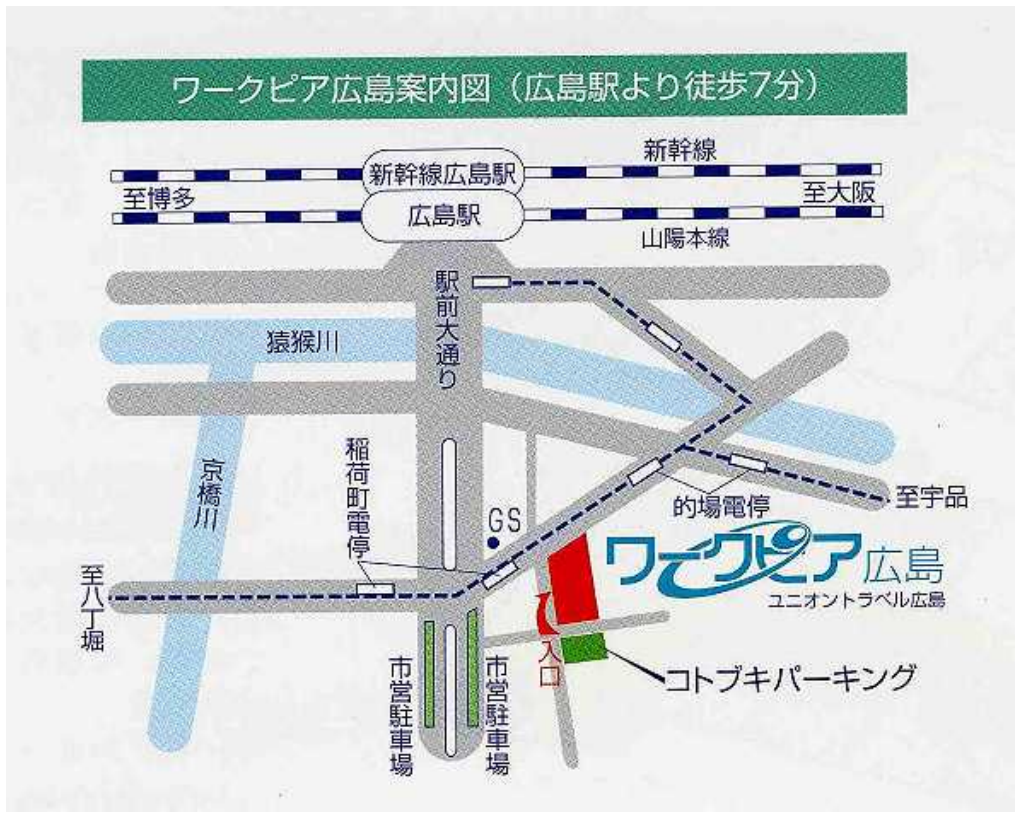 ワークピア広島案内図（広島駅より徒歩7分）
新幹線
新幹線広島駅
至博多
至大阪
広島駅
山陽本線
駅前大通り
猿猴川
京橋川
稲荷町電停
GS
的場電停
至宇品
ワークピア広島
ユニオントラベル広島
至八丁堀
入口
コトブキパーキング
市営駐車場
市営駐車場